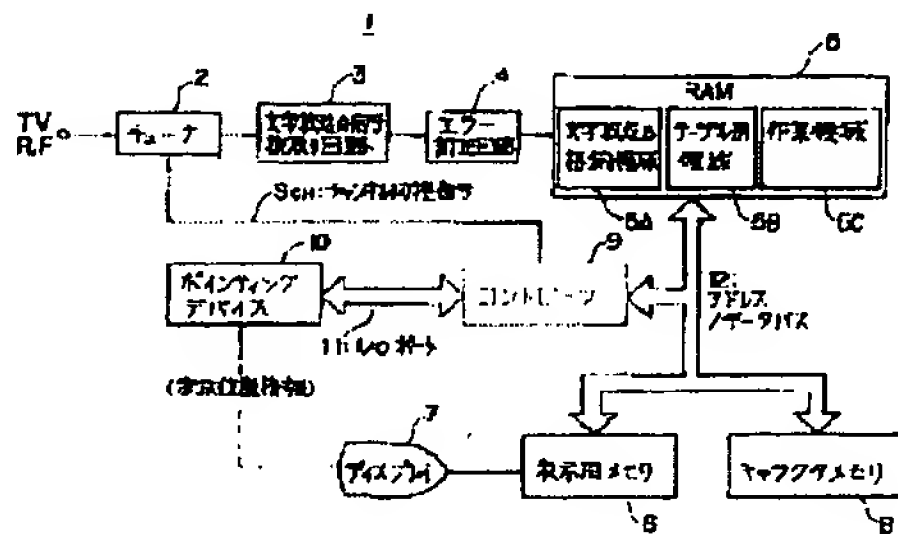 1
2
3
4
6
TV
R.F
チューナ
文字放送信号
抜取り回路
エラー
訂正回路
RAM
文字放送
格納領域
テーブル用
領域
作業領域
5A
5B
5C
SCH:チャンネル切換信号
10
9
ポインティング
デバイス
コントローラ
12:
アドレス
/データバス
11:I/Oポート
(表示位置情報)
7
ディスプレイ
表示用メモリ
キャラクタメモリ
6
8